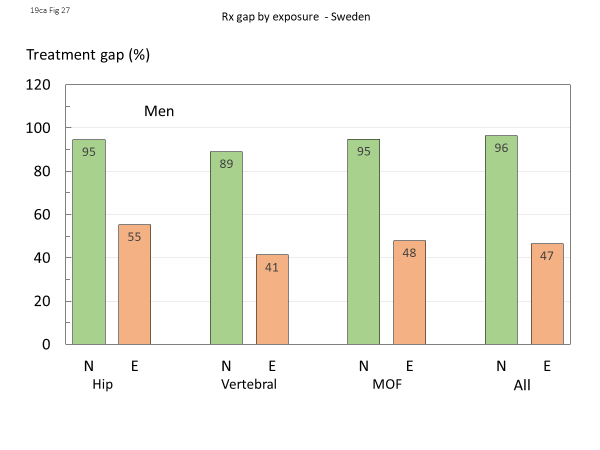 19ca Fig 27
Rx gap by exposure - Sweden
Treatment gap (%)
120
100
80
60
40
20
0
Men
95
55
89
41
95
48
96
47
N E N E N E N E
Hip Vertebral MOF All